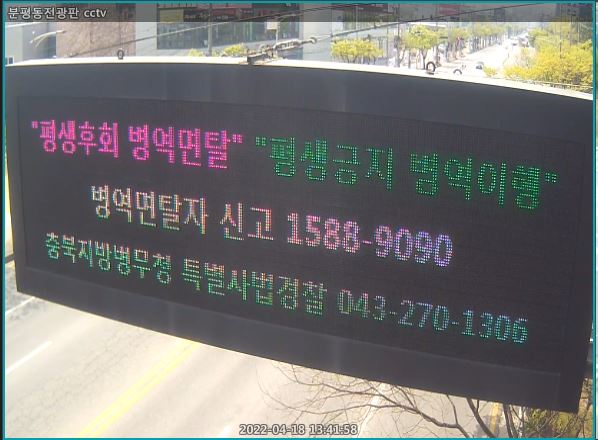 분평동전광판 cctv
"평생후회 병역면탈" "평생긍지 병역이행"
병역면탈자 신고 1588-9090
충북지방병무청 특별사법경찰 043-270-1306
2022-04-18 13:41:58